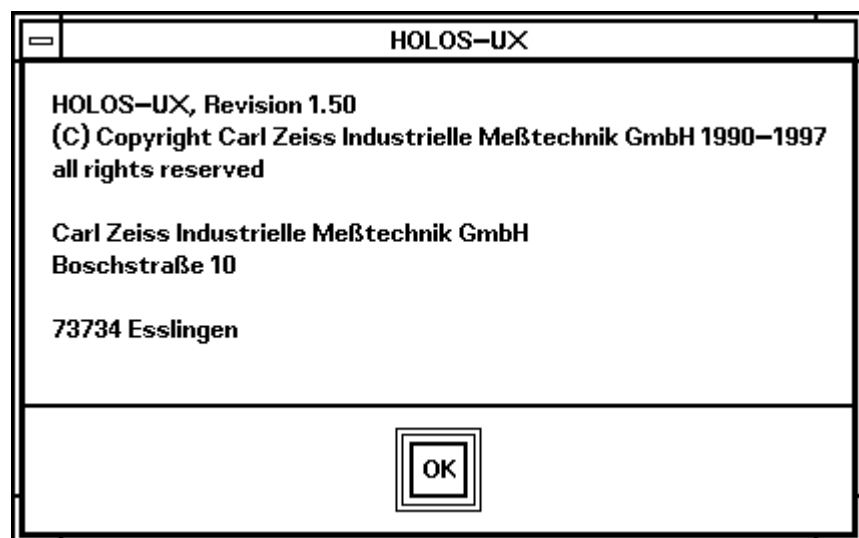 HOLOS–UX
HOLOS–UX, Revision 1.50
(C) Copyright Carl Zeiss Industrielle Meßtechnik GmbH 1990–1997
all rights reserved
Carl Zeiss Industrielle Meßtechnik GmbH
Boschstraße 10
73734 Esslingen
OK